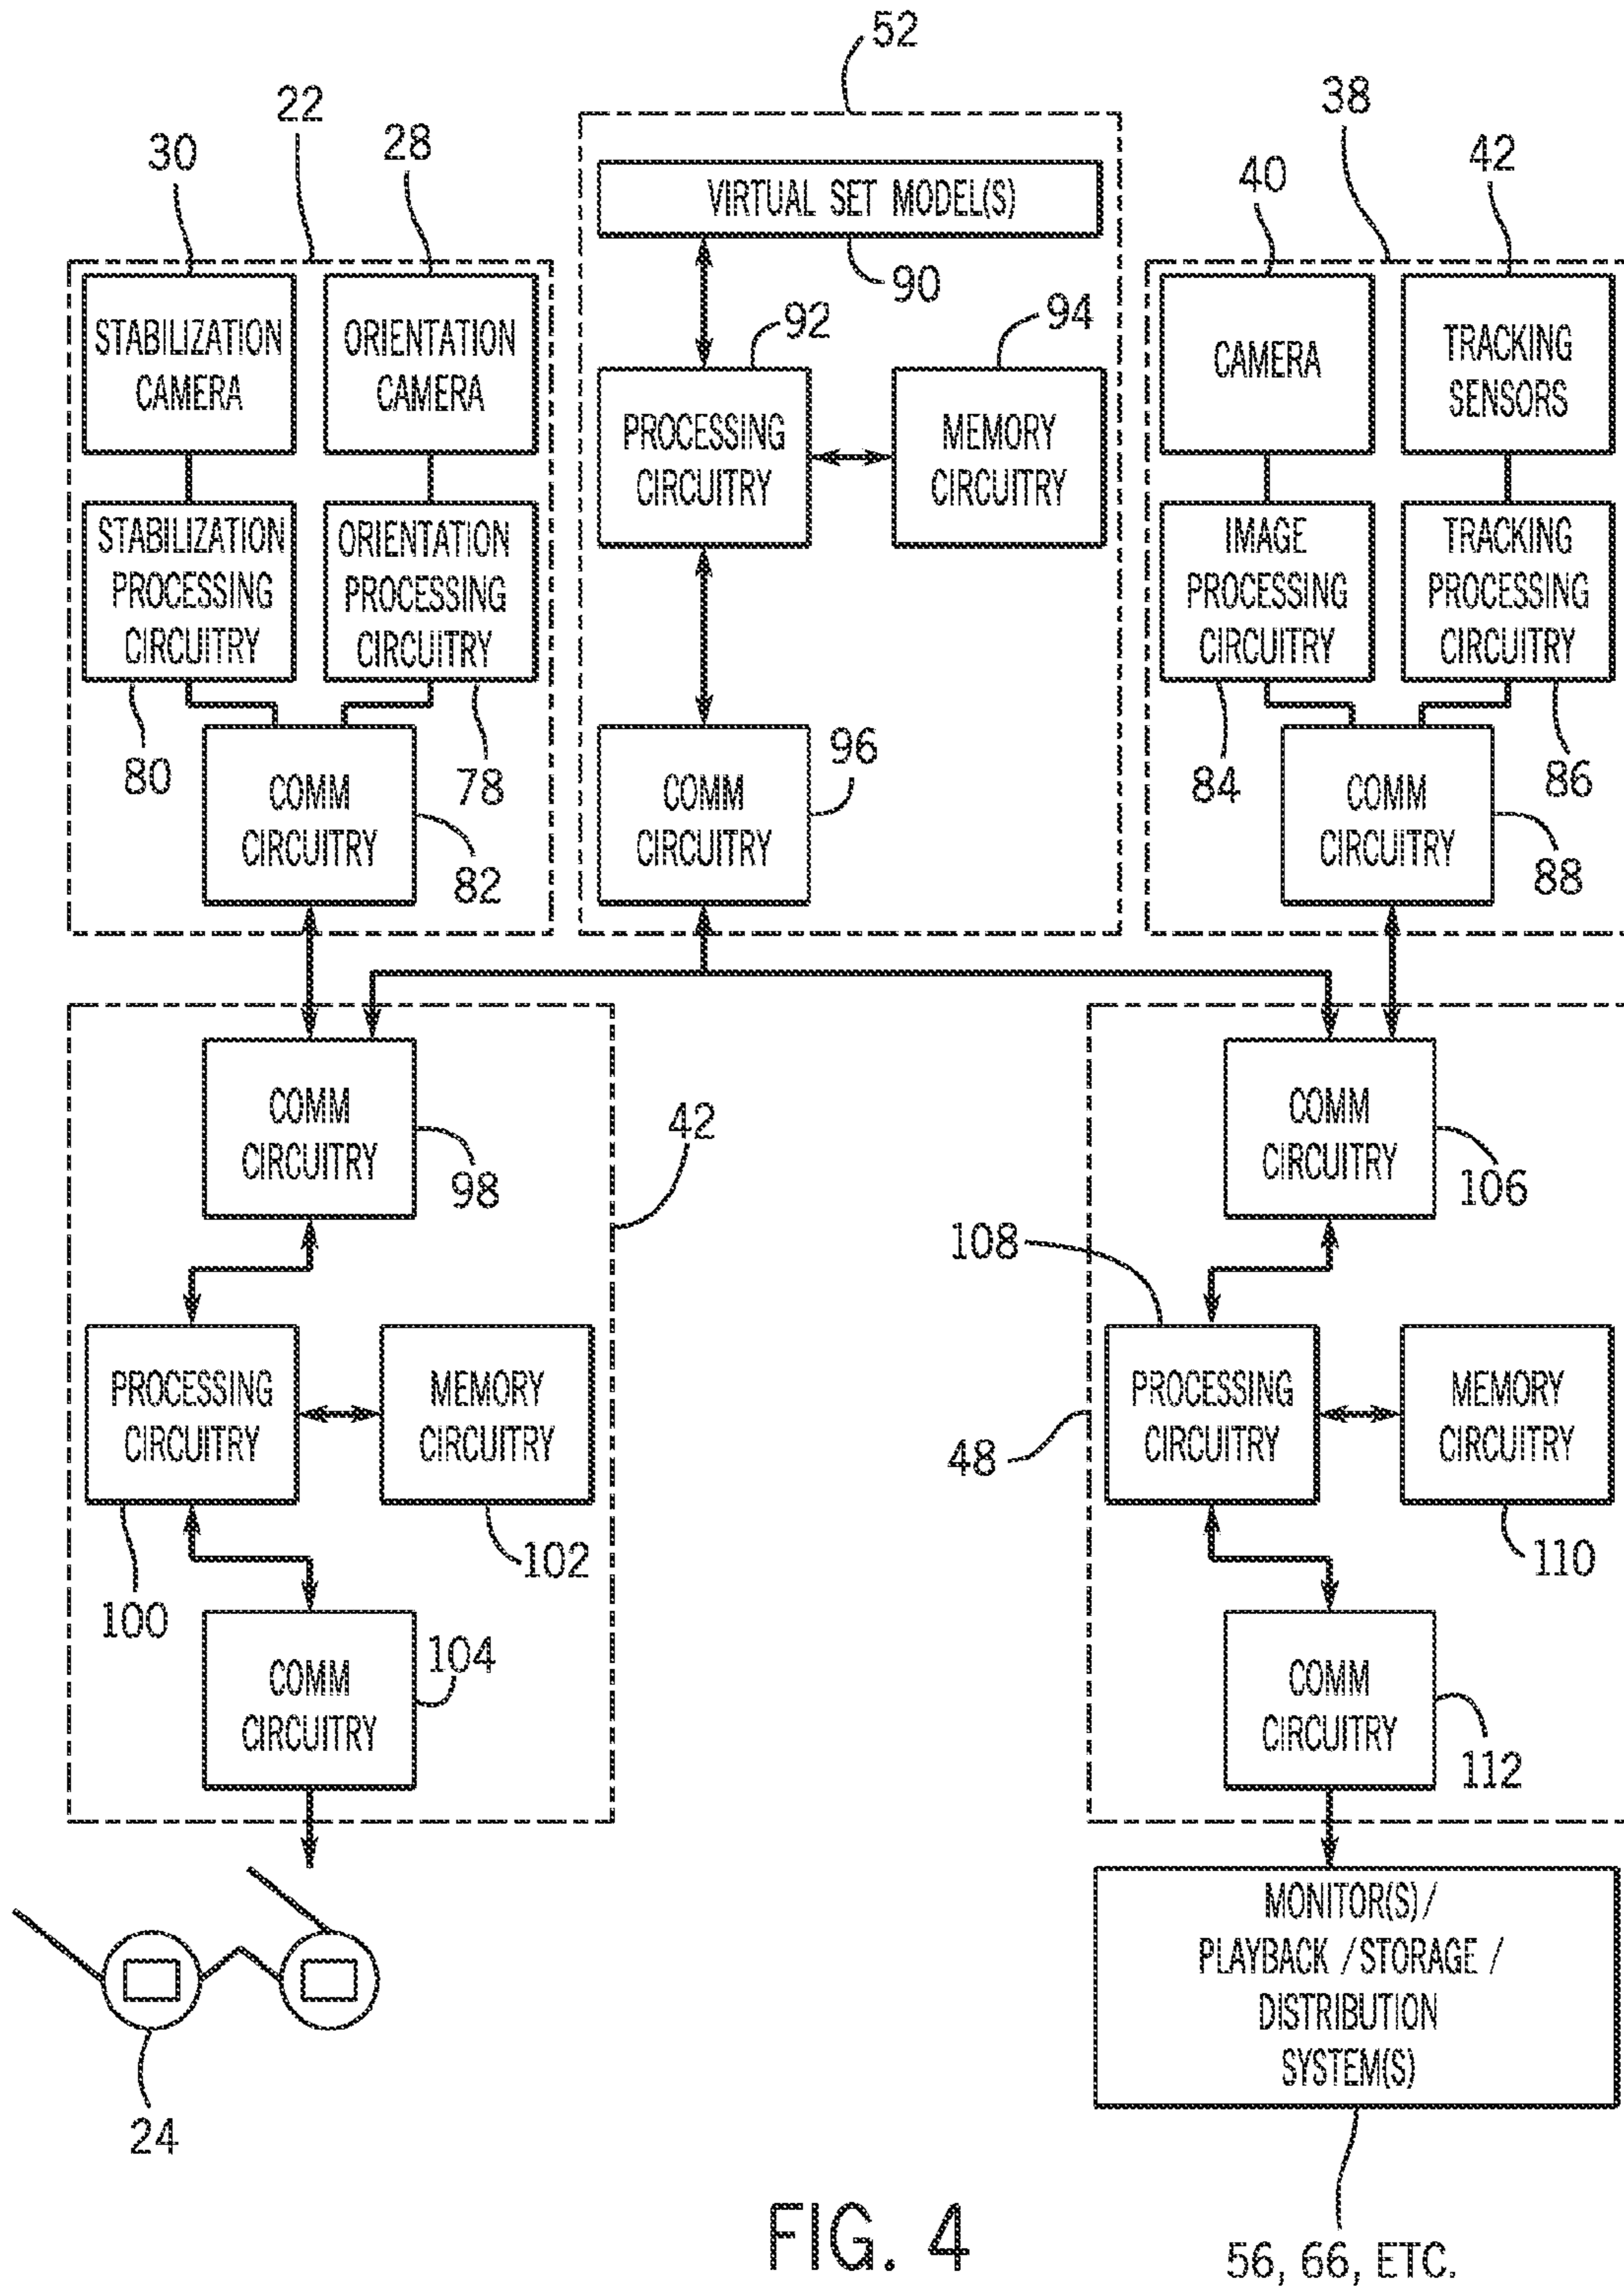 52
22
38
30
28
40
42
VIRTUAL SET MODEL(S)
90
92
94
STABILIZATION
CAMERA
ORIENTATION
CAMERA
PROCESSING
CIRCUITRY
MEMORY
CIRCUITRY
CAMERA
TRACKING
SENSORS
STABILIZATION
PROCESSING
CIRCUITRY
ORIENTATION
PROCESSING
CIRCUITRY
IMAGE
PROCESSING
CIRCUITRY
TRACKING
PROCESSING
CIRCUITRY
80
78
96
84
86
COMM
CIRCUITRY
82
COMM
CIRCUITRY
COMM
CIRCUITRY
88
COMM
CIRCUITRY
98
42
COMM
CIRCUITRY
106
108
PROCESSING
CIRCUITRY
MEMORY
CIRCUITRY
48
PROCESSING
CIRCUITRY
MEMORY
CIRCUITRY
100
102
110
COMM
CIRCUITRY
104
COMM
CIRCUITRY
112
24
MONITOR(S)/
PLAYBACK /STORAGE /
DISTRIBUTION
SYSTEM(S)
56, 66, ETC.
FIG. 4